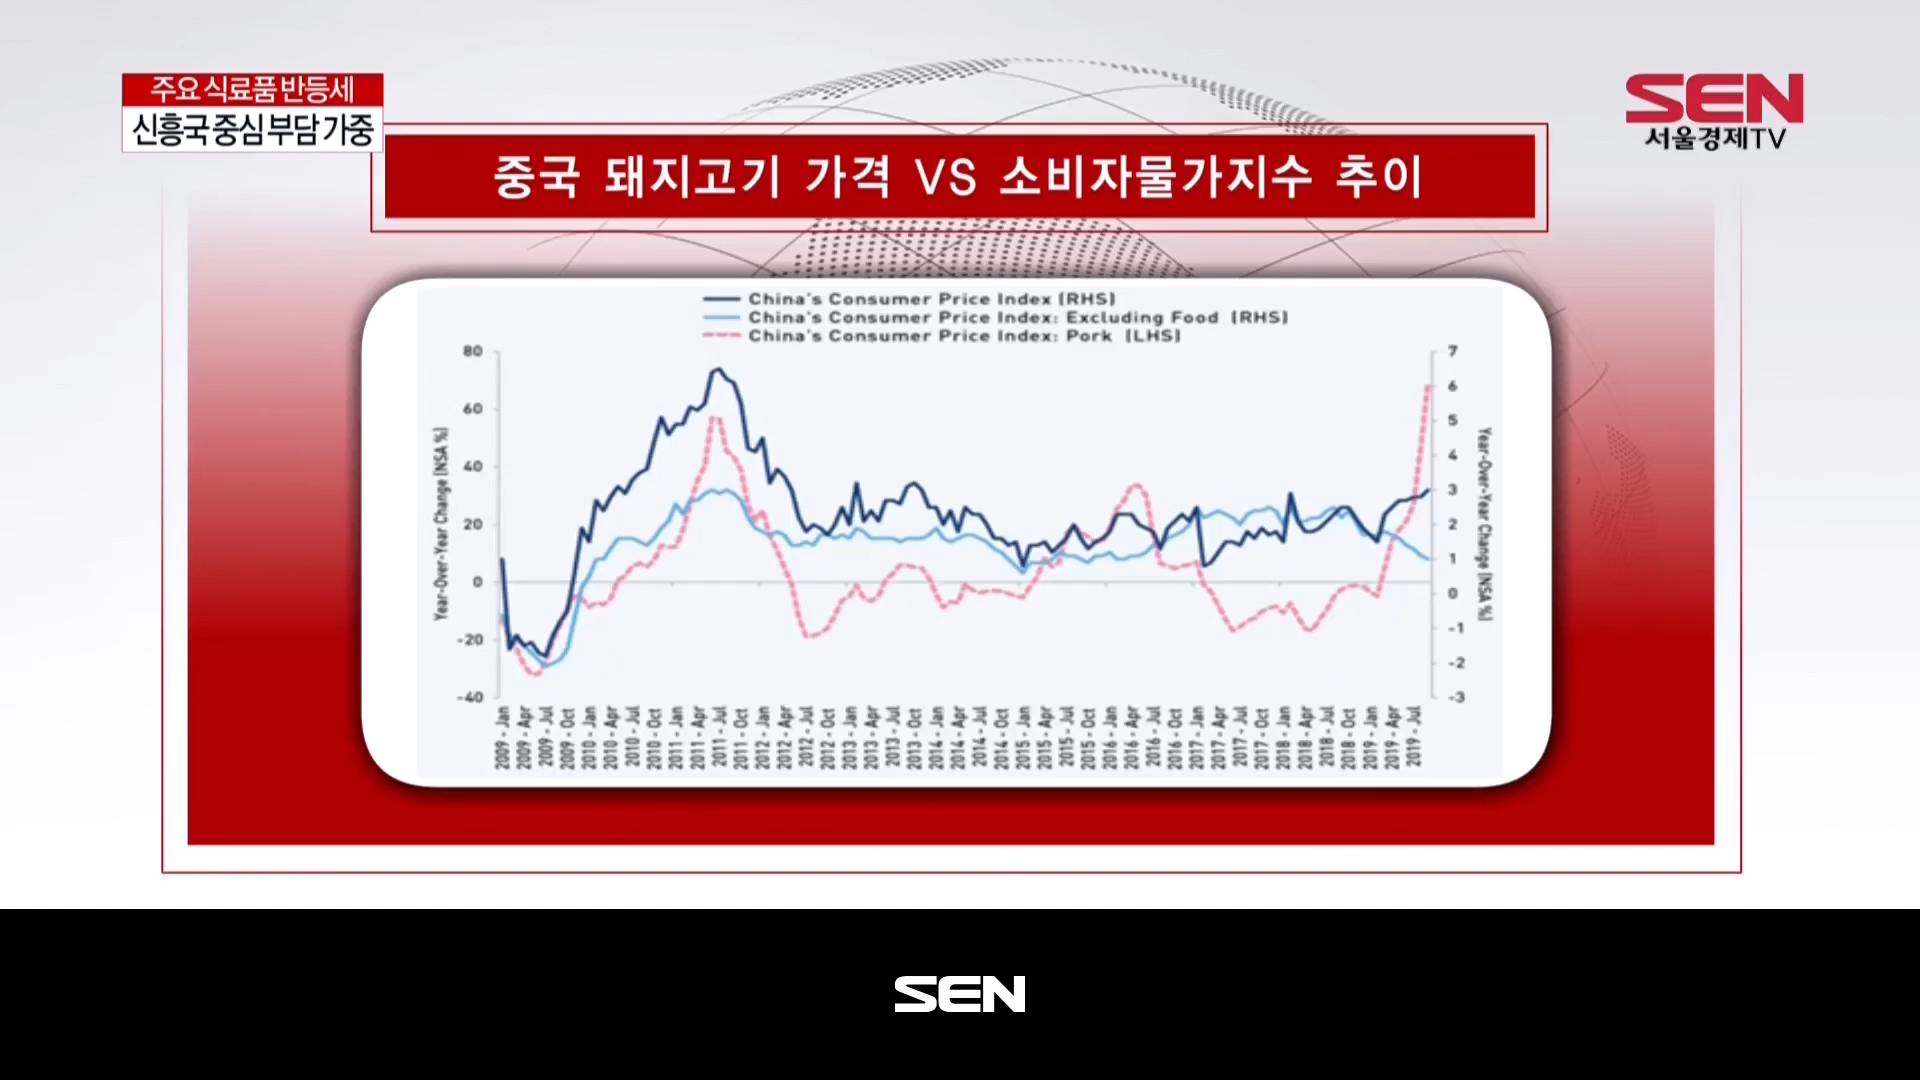 주요 식료품 반등세
신흥국 중심 부담 가중
SEN
서울경제TV
중국 돼지고기 가격 VS 소비자물가지수 추이
China's Consumer Price Index (RHS)
China's Consumer Price Index: Excluding Food (RHS)
China's Consumer Price Index: Pork (LHS)
Year-Over-Year Change (NSA %)
80
60
40
20
0
-20
-40
7
6
5
4
3
2
1
0
-1
-2
-3
Year-Over-Year Change (NSA %)
2009 - Jan
2009 - Apr
2009 - Jul
2009 - Oct
2010 - Jan
2010 - Apr
2010 - Jul
2010 - Oct
2011 - Jan
2011 - Apr
2011 - Jul
2011 - Oct
2012 - Jan
2012 - Apr
2012 - Jul
2012 - Oct
2013 - Jan
2013 - Apr
2013 - Jul
2013 - Oct
2014 - Jan
2014 - Apr
2014 - Jul
2014 - Oct
2015 - Jan
2015 - Apr
2015 - Jul
2015 - Oct
2016 - Jan
2016 - Apr
2016 - Jul
2016 - Oct
2017 - Jan
2017 - Apr
2017 - Jul
2017 - Oct
2018 - Jan
2018 - Apr
2018 - Jul
2018 - Oct
2019 - Jan
2019 - Apr
2019 - Jul
SEN